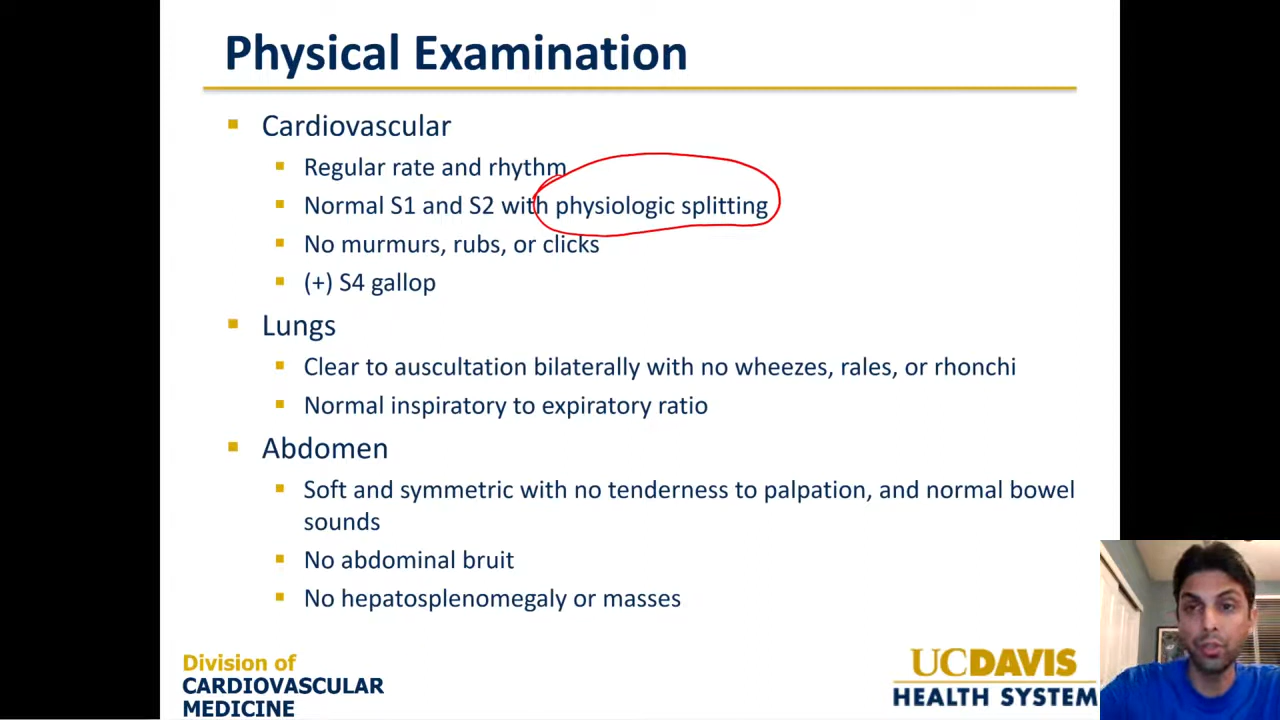 Physical Examination
Cardiovascular
Regular rate and rhythm
Normal S1 and S2 with physiologic splitting
No murmurs, rubs, or clicks
(+) S4 gallop
Lungs
Clear to auscultation bilaterally with no wheezes, rales, or rhonchi
Normal inspiratory to expiratory ratio
Abdomen
Soft and symmetric with no tenderness to palpation, and normal bowel
sounds
No abdominal bruit
No hepatosplenomegaly or masses
Division of
CARDIOVASCULAR
MEDICINE
UCDAVIS
HEALTH SYSTEM